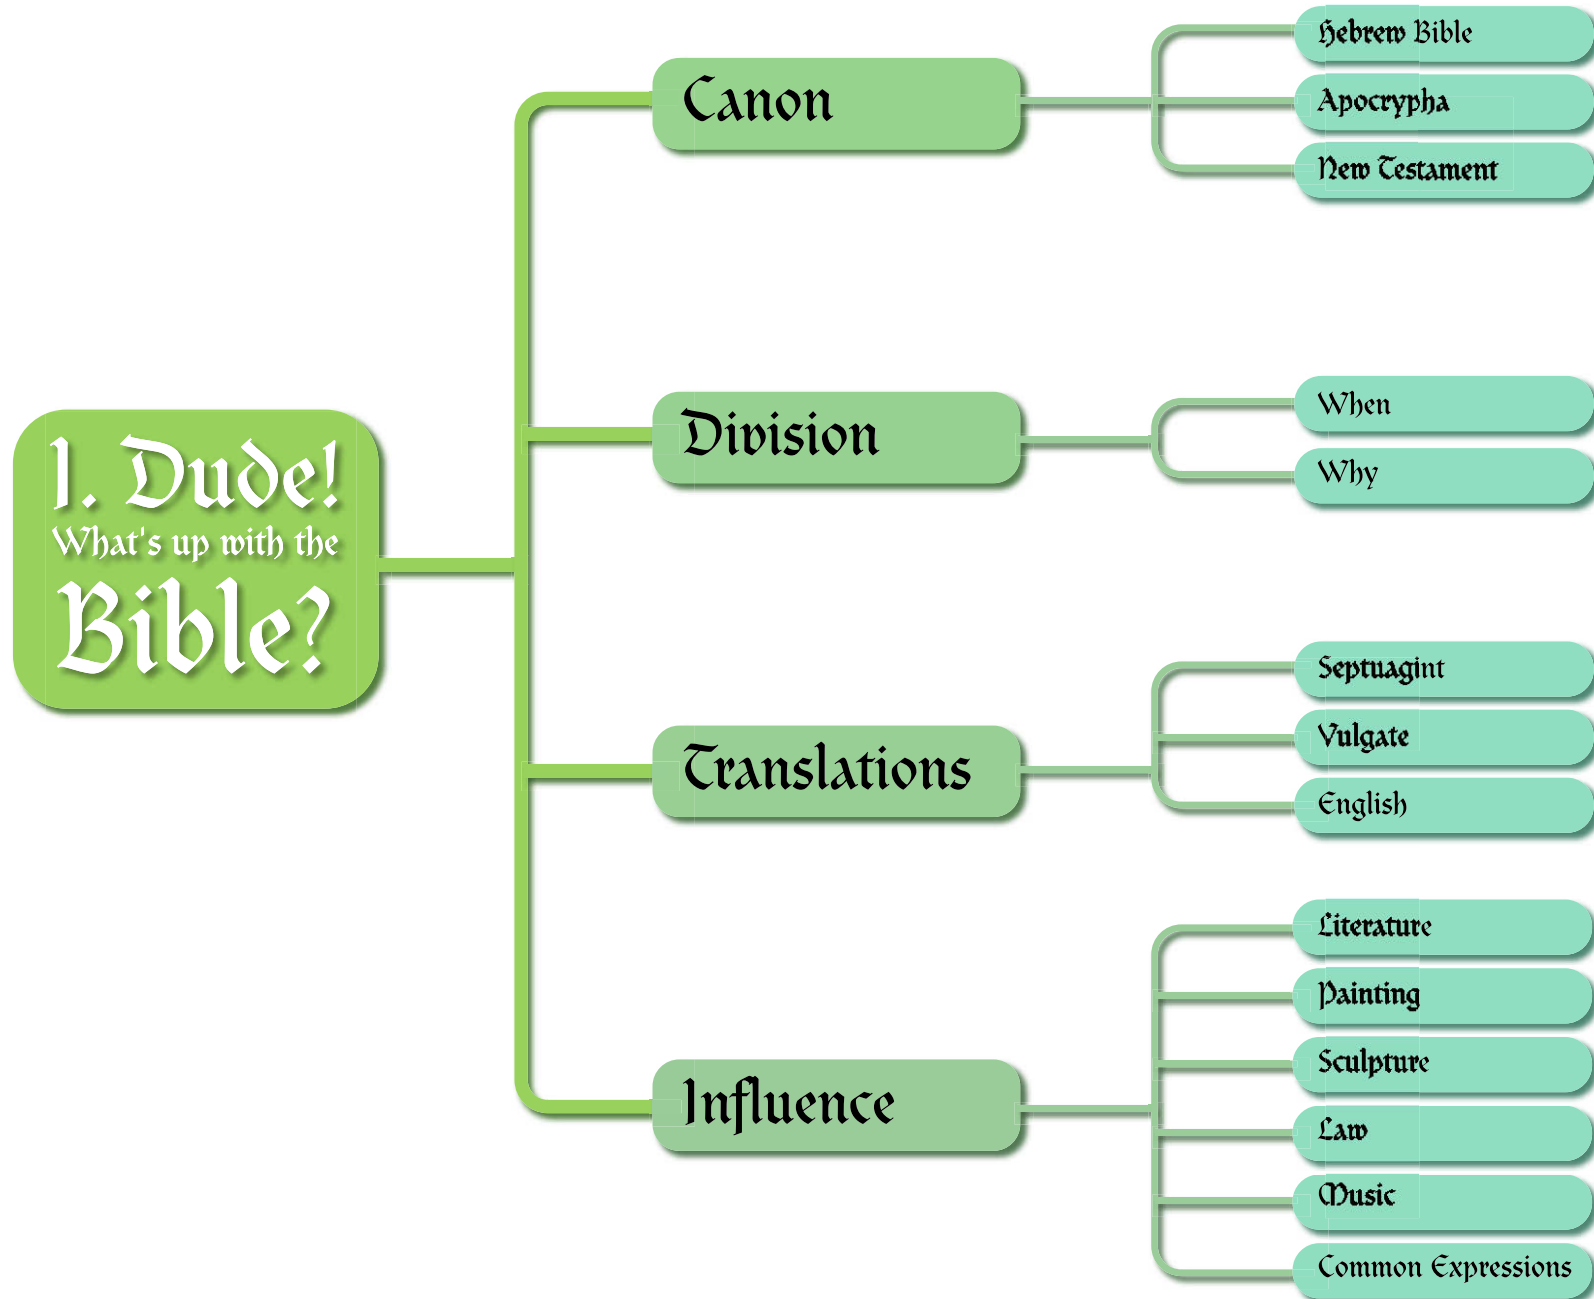 1. Dude!
What's up with the
Bible?
Canon
Hebrew Bible
Apocrypha
New Testament
Division
When
Why
Translations
Septuagint
Vulgate
English
Influence
Literature
Painting
Sculpture
Law
Music
Common Expressions